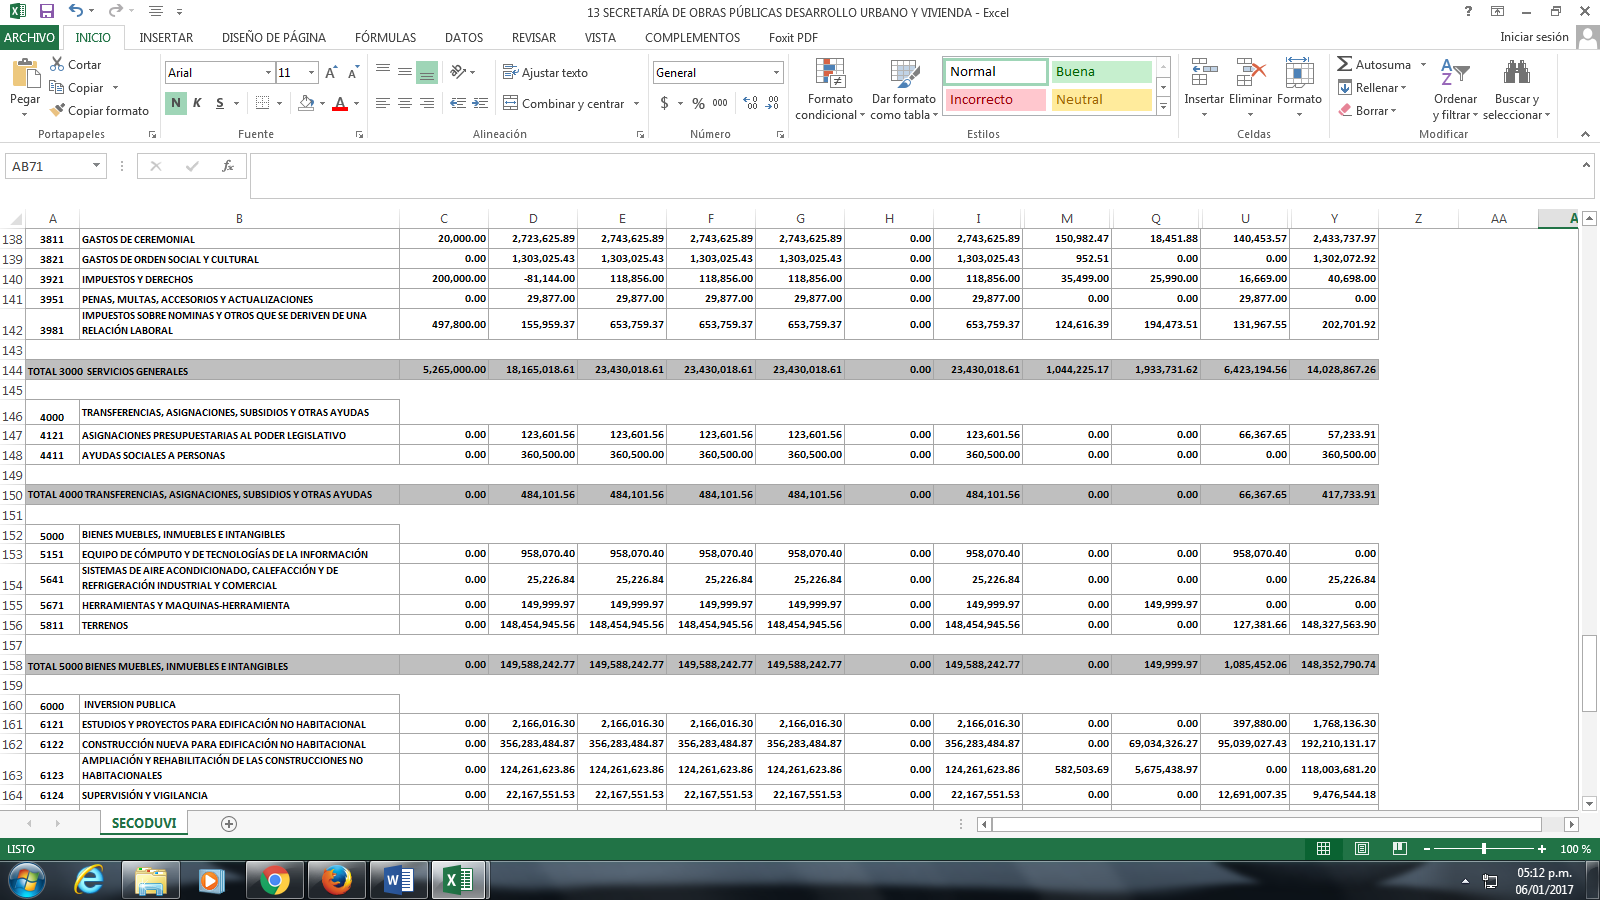 13 SECRETARÍA DE OBRAS PÚBLICAS DESARROLLO URBANO Y VIVIENDA - Excel
ARCHIVO INICIO INSERTAR DISEÑO DE PÁGINA FÓRMULAS DATOS REVISAR VISTA COMPLEMENTOS Foxit PDF Iniciar sesión
Pegar Cortar
Copiar
Copiar formato
Portapapeles
Arial 11
N K S
Fuente
Ajustar texto
Combinar y centrar
Alineación
General
$ % 000
Número
Formato condicional
Dar formato como tabla
Normal Buena
Incorrecto Neutral
Estilos
Insertar Eliminar Formato
Celdas
Autosuma
Rellenar
Borrar
Ordenar y filtrar
Buscar y seleccionar
Modificar
AB71 fx
A B C D E F G H I M Q U Y Z AA A
138 3811 GASTOS DE CEREMONIAL 20,000.00 2,723,625.89 2,743,625.89 2,743,625.89 2,743,625.89 0.00 2,743,625.89 150,982.47 18,451.88 140,453.57 2,433,737.97
139 3821 GASTOS DE ORDEN SOCIAL Y CULTURAL 0.00 1,303,025.43 1,303,025.43 1,303,025.43 1,303,025.43 0.00 1,303,025.43 952.51 0.00 0.00 1,302,072.92
140 3921 IMPUESTOS Y DERECHOS 200,000.00 -81,144.00 118,856.00 118,856.00 118,856.00 0.00 118,856.00 35,499.00 25,990.00 16,669.00 40,698.00
141 3951 PENAS, MULTAS, ACCESORIOS Y ACTUALIZACIONES 0.00 29,877.00 29,877.00 29,877.00 29,877.00 0.00 29,877.00 0.00 0.00 29,877.00 0.00
142 3981 IMPUESTOS SOBRE NOMINAS Y OTROS QUE SE DERIVEN DE UNA RELACIÓN LABORAL 497,800.00 155,959.37 653,759.37 653,759.37 653,759.37 0.00 653,759.37 124,616.39 194,473.51 131,967.55 202,701.92
143
144 TOTAL 3000 SERVICIOS GENERALES 5,265,000.00 18,165,018.61 23,430,018.61 23,430,018.61 23,430,018.61 0.00 23,430,018.61 1,044,225.17 1,933,731.62 6,423,194.56 14,028,867.26
145
146 4000 TRANSFERENCIAS, ASIGNACIONES, SUBSIDIOS Y OTRAS AYUDAS
147 4121 ASIGNACIONES PRESUPUESTARIAS AL PODER LEGISLATIVO 0.00 123,601.56 123,601.56 123,601.56 123,601.56 0.00 123,601.56 0.00 0.00 66,367.65 57,233.91
148 4411 AYUDAS SOCIALES A PERSONAS 0.00 360,500.00 360,500.00 360,500.00 360,500.00 0.00 360,500.00 0.00 0.00 0.00 360,500.00
149
150 TOTAL 4000 TRANSFERENCIAS, ASIGNACIONES, SUBSIDIOS Y OTRAS AYUDAS 0.00 484,101.56 484,101.56 484,101.56 484,101.56 0.00 484,101.56 0.00 0.00 66,367.65 417,733.91
151
152 5000 BIENES MUEBLES, INMUEBLES E INTANGIBLES
153 5151 EQUIPO DE CÓMPUTO Y DE TECNOLOGÍAS DE LA INFORMACIÓN 0.00 958,070.40 958,070.40 958,070.40 958,070.40 0.00 958,070.40 0.00 0.00 958,070.40 0.00
154 5641 SISTEMAS DE AIRE ACONDICIONADO, CALEFACCIÓN Y DE REFRIGERACIÓN INDUSTRIAL Y COMERCIAL 0.00 25,226.84 25,226.84 25,226.84 25,226.84 0.00 25,226.84 0.00 0.00 0.00 25,226.84
155 5671 HERRAMIENTAS Y MAQUINAS-HERRAMIENTA 0.00 149,999.97 149,999.97 149,999.97 149,999.97 0.00 149,999.97 0.00 149,999.97 0.00 0.00
156 5811 TERRENOS 0.00 148,454,945.56 148,454,945.56 148,454,945.56 148,454,945.56 0.00 148,454,945.56 0.00 0.00 127,381.66 148,327,563.90
157
158 TOTAL 5000 BIENES MUEBLES, INMUEBLES E INTANGIBLES 0.00 149,588,242.77 149,588,242.77 149,588,242.77 149,588,242.77 0.00 149,588,242.77 0.00 149,999.97 1,085,452.06 148,352,790.74
159
160 6000 INVERSION PUBLICA
161 6121 ESTUDIOS Y PROYECTOS PARA EDIFICACIÓN NO HABITACIONAL 0.00 2,166,016.30 2,166,016.30 2,166,016.30 2,166,016.30 0.00 2,166,016.30 0.00 0.00 397,880.00 1,768,136.30
162 6122 CONSTRUCCIÓN NUEVA PARA EDIFICACIÓN NO HABITACIONAL 0.00 356,283,484.87 356,283,484.87 356,283,484.87 356,283,484.87 0.00 356,283,484.87 0.00 69,034,326.27 95,039,027.43 192,210,131.17
163 6123 AMPLIACIÓN Y REHABILITACIÓN DE LAS CONSTRUCCIONES NO HABITACIONALES 0.00 124,261,623.86 124,261,623.86 124,261,623.86 124,261,623.86 0.00 124,261,623.86 582,503.69 5,675,438.97 0.00 118,003,681.20
164 6124 SUPERVISIÓN Y VIGILANCIA 0.00 22,167,551.53 22,167,551.53 22,167,551.53 22,167,551.53 0.00 22,167,551.53 0.00 0.00 12,691,007.35 9,476,544.18
SECODUVI
LISTO 100 %
05:12 p.m.
06/01/2017